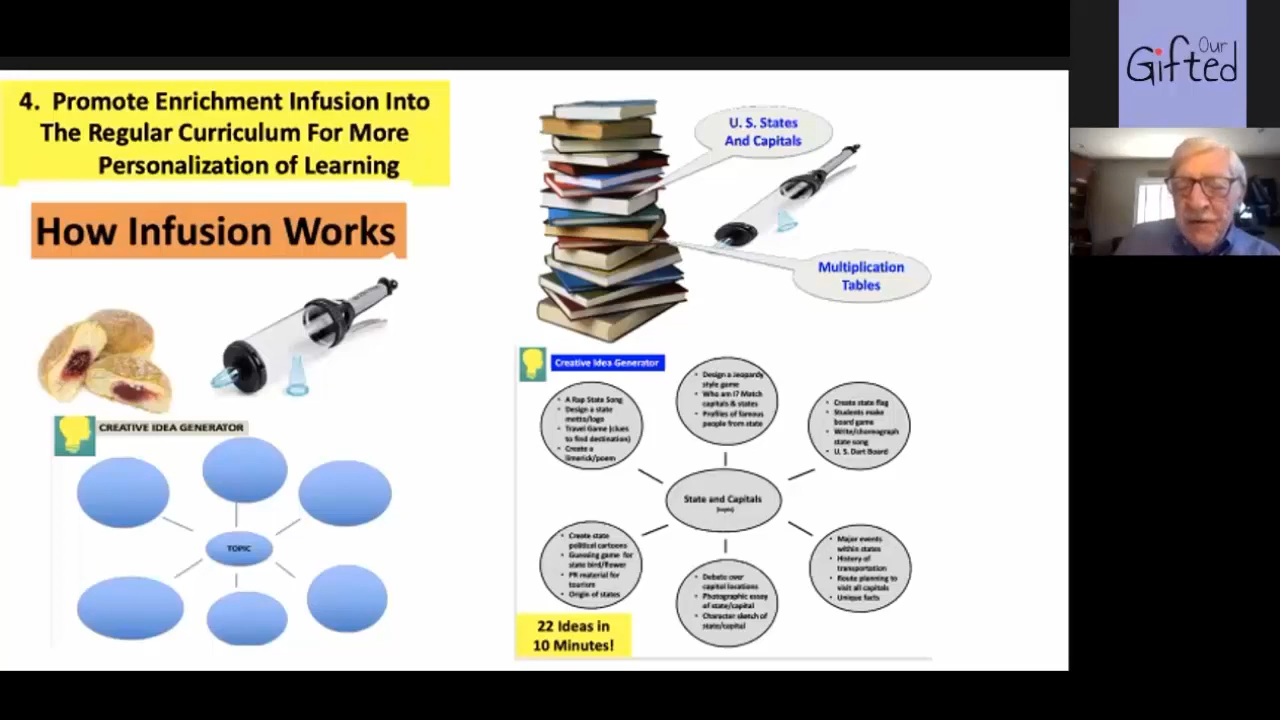 4. Promote Enrichment Infusion Into
The Regular Curriculum For More
Personalization of Learning
How Infusion Works
CREATIVE IDEA GENERATOR
TOPIC
U. S. States
And Capitals
Multiplication
Tables
Creative Idea Generator
• A Rap State Song
• Design a state
motto/logo
• Travel Game (clues
to find destination)
• Create a
limerick/poem
• Design a Jeopardy
style game
• Who am I? Match
capitals & states
• Profiles of famous
people from state
• Create state flag
• Students make
board game
• Write/chorreograph
state song
• U. S. Dart Board
State and Capitals
(topic)
• Create state
political cartoons
• Guessing game for
state bird/flower
• PR material for
tourism
• Origin of states
• Debate over
capitol locations
• Photographic essay
of state/capital
• Character sketch of
state/capital
• Major events
within states
• History of
transportation
• Route planning to
visit all capitals
• Unique facts
22 Ideas in
10 Minutes!
Our
Gifted